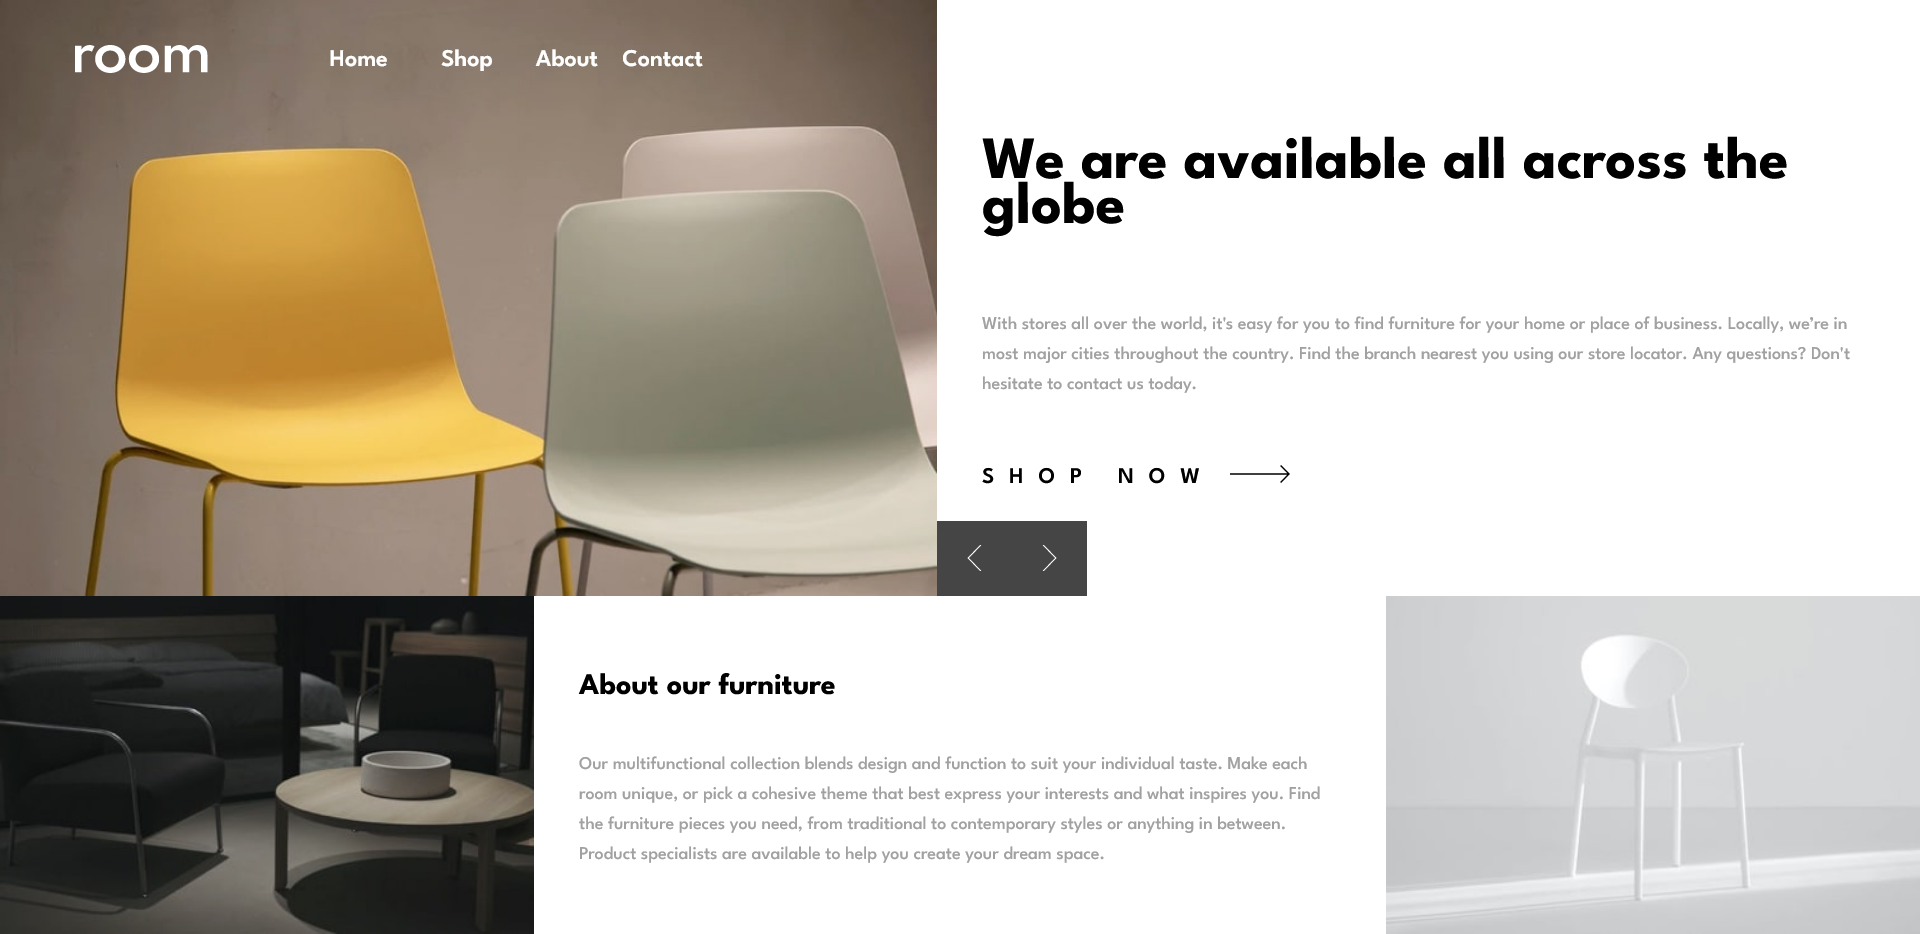 room
Home Shop About Contact
We are available all across the
globe
With stores all over the world, it's easy for you to find furniture for your home or place of business. Locally, we’re in
most major cities throughout the country. Find the branch nearest you using our store locator. Any questions? Don't
hesitate to contact us today.
SHOP NOW
About our furniture
Our multifunctional collection blends design and function to suit your individual taste. Make each
room unique, or pick a cohesive theme that best express your interests and what inspires you. Find
the furniture pieces you need, from traditional to contemporary styles or anything in between.
Product specialists are available to help you create your dream space.